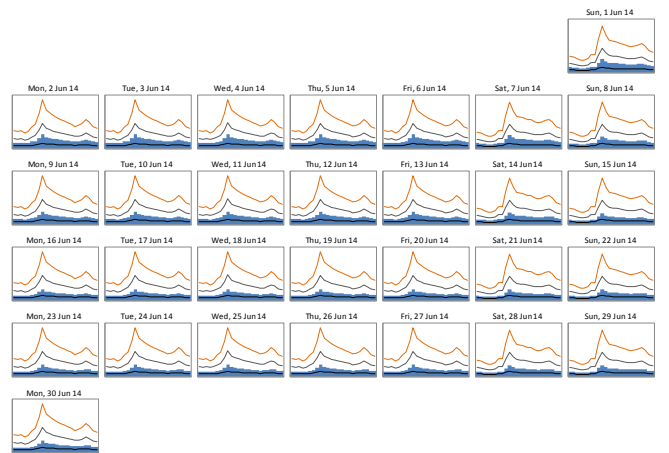 Sun, 1 Jun 14
Mon, 2 Jun 14 Tue, 3 Jun 14 Wed, 4 Jun 14 Thu, 5 Jun 14 Fri, 6 Jun 14 Sat, 7 Jun 14 Sun, 8 Jun 14
Mon, 9 Jun 14 Tue, 10 Jun 14 Wed, 11 Jun 14 Thu, 12 Jun 14 Fri, 13 Jun 14 Sat, 14 Jun 14 Sun, 15 Jun 14
Mon, 16 Jun 14 Tue, 17 Jun 14 Wed, 18 Jun 14 Thu, 19 Jun 14 Fri, 20 Jun 14 Sat, 21 Jun 14 Sun, 22 Jun 14
Mon, 23 Jun 14 Tue, 24 Jun 14 Wed, 25 Jun 14 Thu, 26 Jun 14 Fri, 27 Jun 14 Sat, 28 Jun 14 Sun, 29 Jun 14
Mon, 30 Jun 14